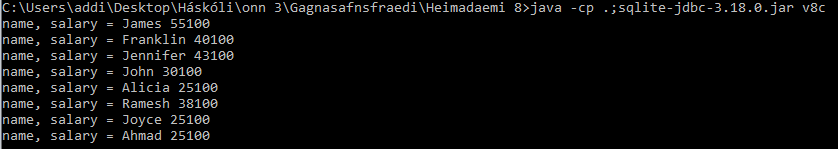 C:\Users\addi\Desktop\Háskóli\onn 3\Gagnasafnsfraedi\Heimadaemi 8>java -cp .;sqlite-jdbc-3.18.0.jar v8c
name, salary = James 55100
name, salary = Franklin 40100
name, salary = Jennifer 43100
name, salary = John 30100
name, salary = Alicia 25100
name, salary = Ramesh 38100
name, salary = Joyce 25100
name, salary = Ahmad 25100